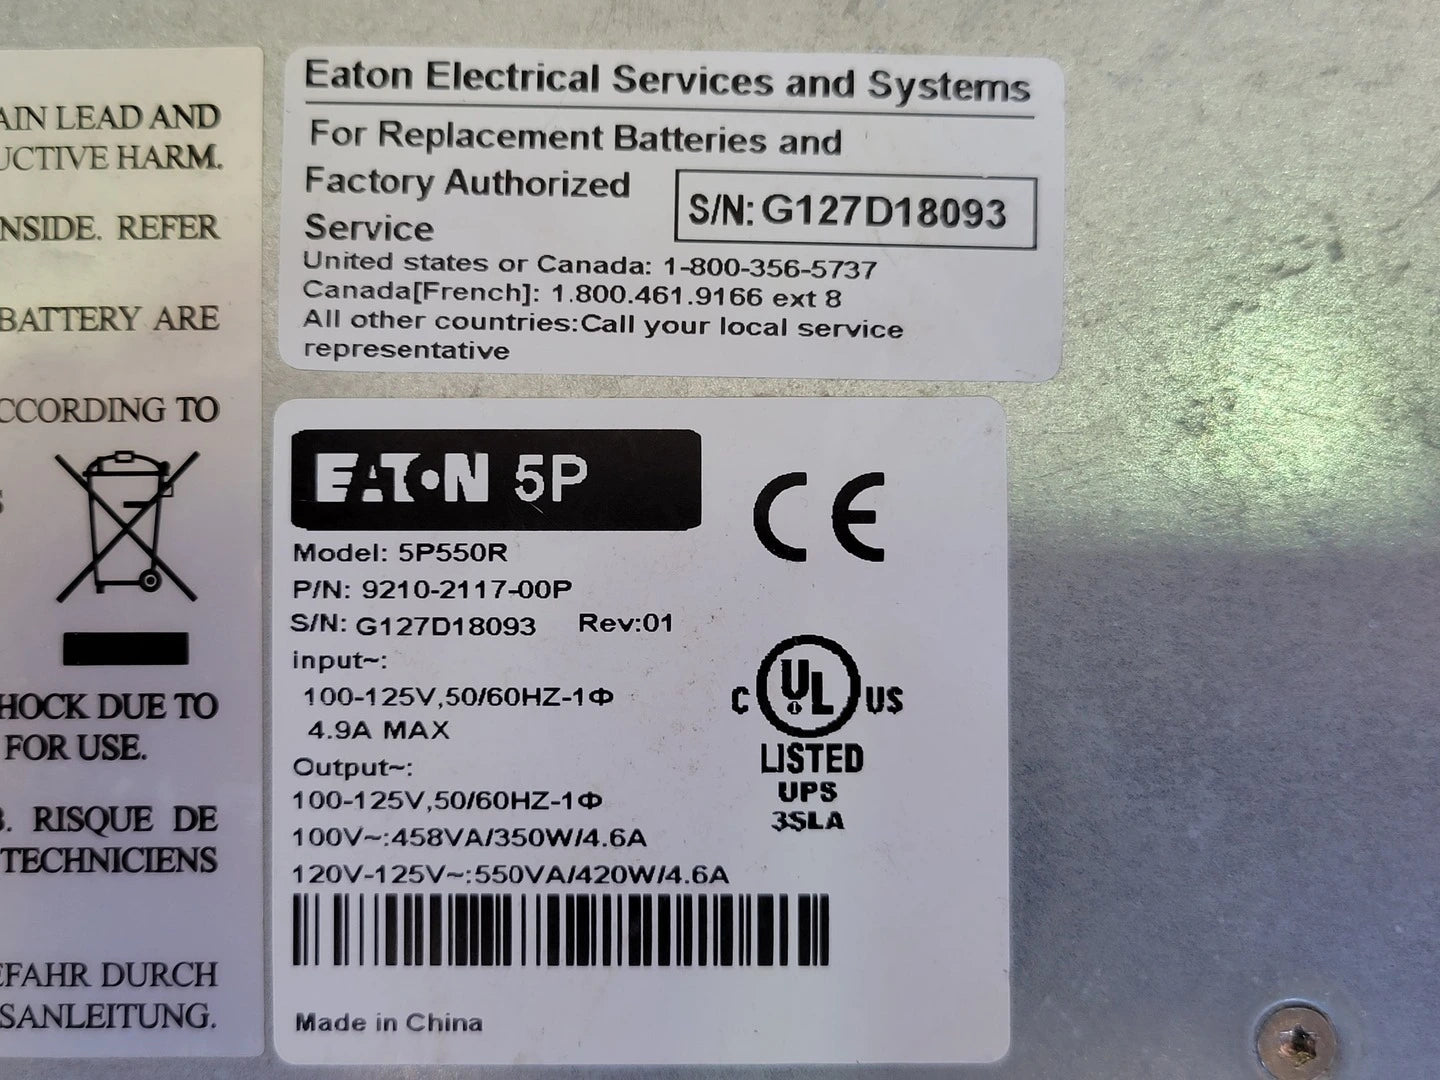 AIN LEAD AND
UCTIVE HARM.
NSIDE. REFER
BATTERY ARE
CCORDING TO
S
HOCK DUE TO
FOR USE.
3. RISQUE DE
TECHNICIENS
EFAHR DURCH
SANLEITUNG.
Eaton Electrical Services and Systems
For Replacement Batteries and
Factory Authorized
Service
S/N: G127D18093
United states or Canada: 1-800-356-5737
Canada[French]: 1.800.461.9166 ext 8
All other countries:Call your local service
representative
EATON 5P
CE
Model: 5P550R
P/N: 9210-2117-00P
S/N: G127D18093 Rev:01
input~:
100-125V,50/60HZ-1Φ
4.9A MAX
Output~:
100-125V,50/60HZ-1Φ
100V~:458VA/350W/4.6A
120V-125V~:550VA/420W/4.6A
C UL US
LISTED
UPS
3SLA
Made in China